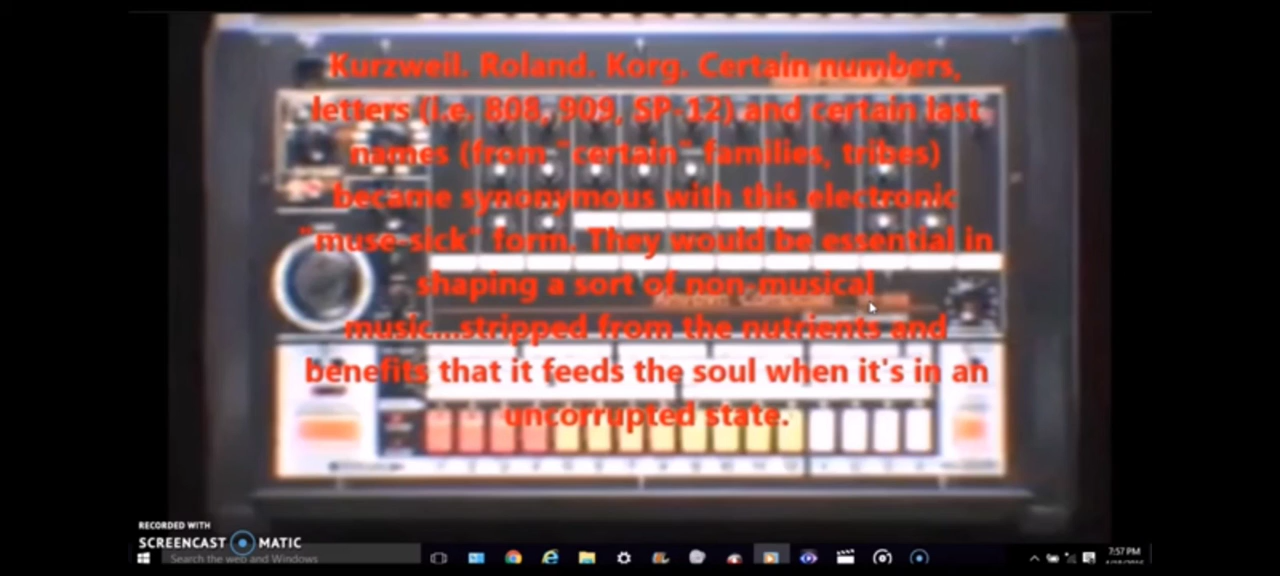 Kurzweil. Roland. Korg. Certain numbers,
letters (i.e. 808, 909, SP-12) and certain last
names (from "certain" families, tribes)
became synonymous with this electronic
"muse-sick" form. They would be essential in
shaping a sort of non-musical
Rhythm Composer
music...stripped from the nutrients and
benefits that it feeds the soul when it's in an
uncorrupted state.
RECORDED WITH
SCREENCAST MATIC
Search the web and Windows
7:57 PM